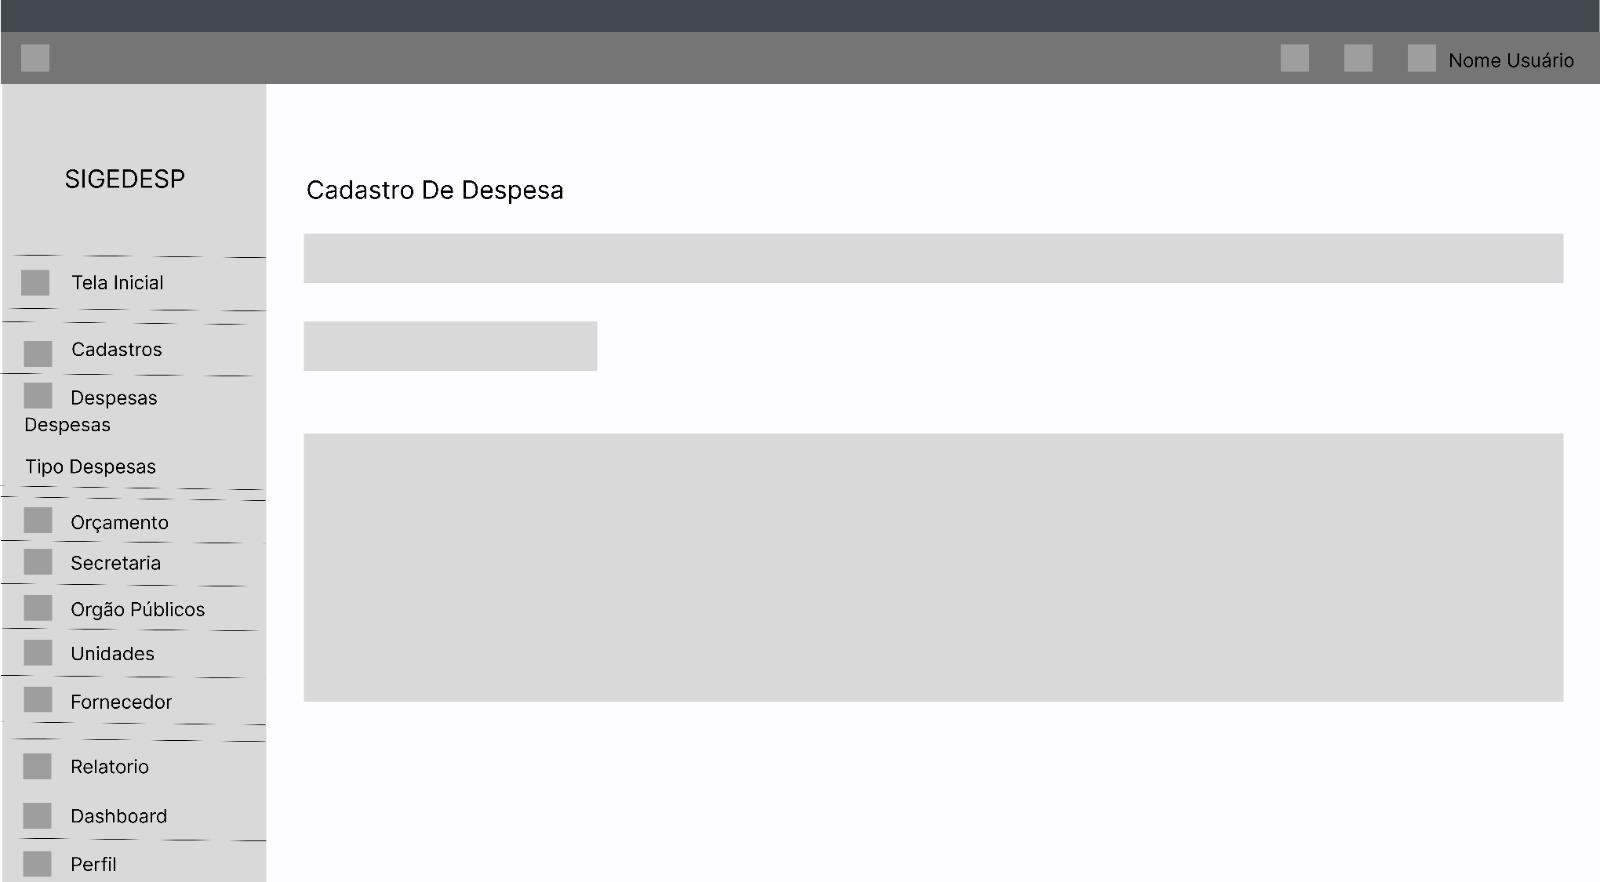 Nome Usuário
SIGEDESP
Cadastro De Despesa
Tela Inicial
Cadastros
Despesas
Despesas
Tipo Despesas
Orçamento
Secretaria
Orgão Públicos
Unidades
Fornecedor
Relatorio
Dashboard
Perfil